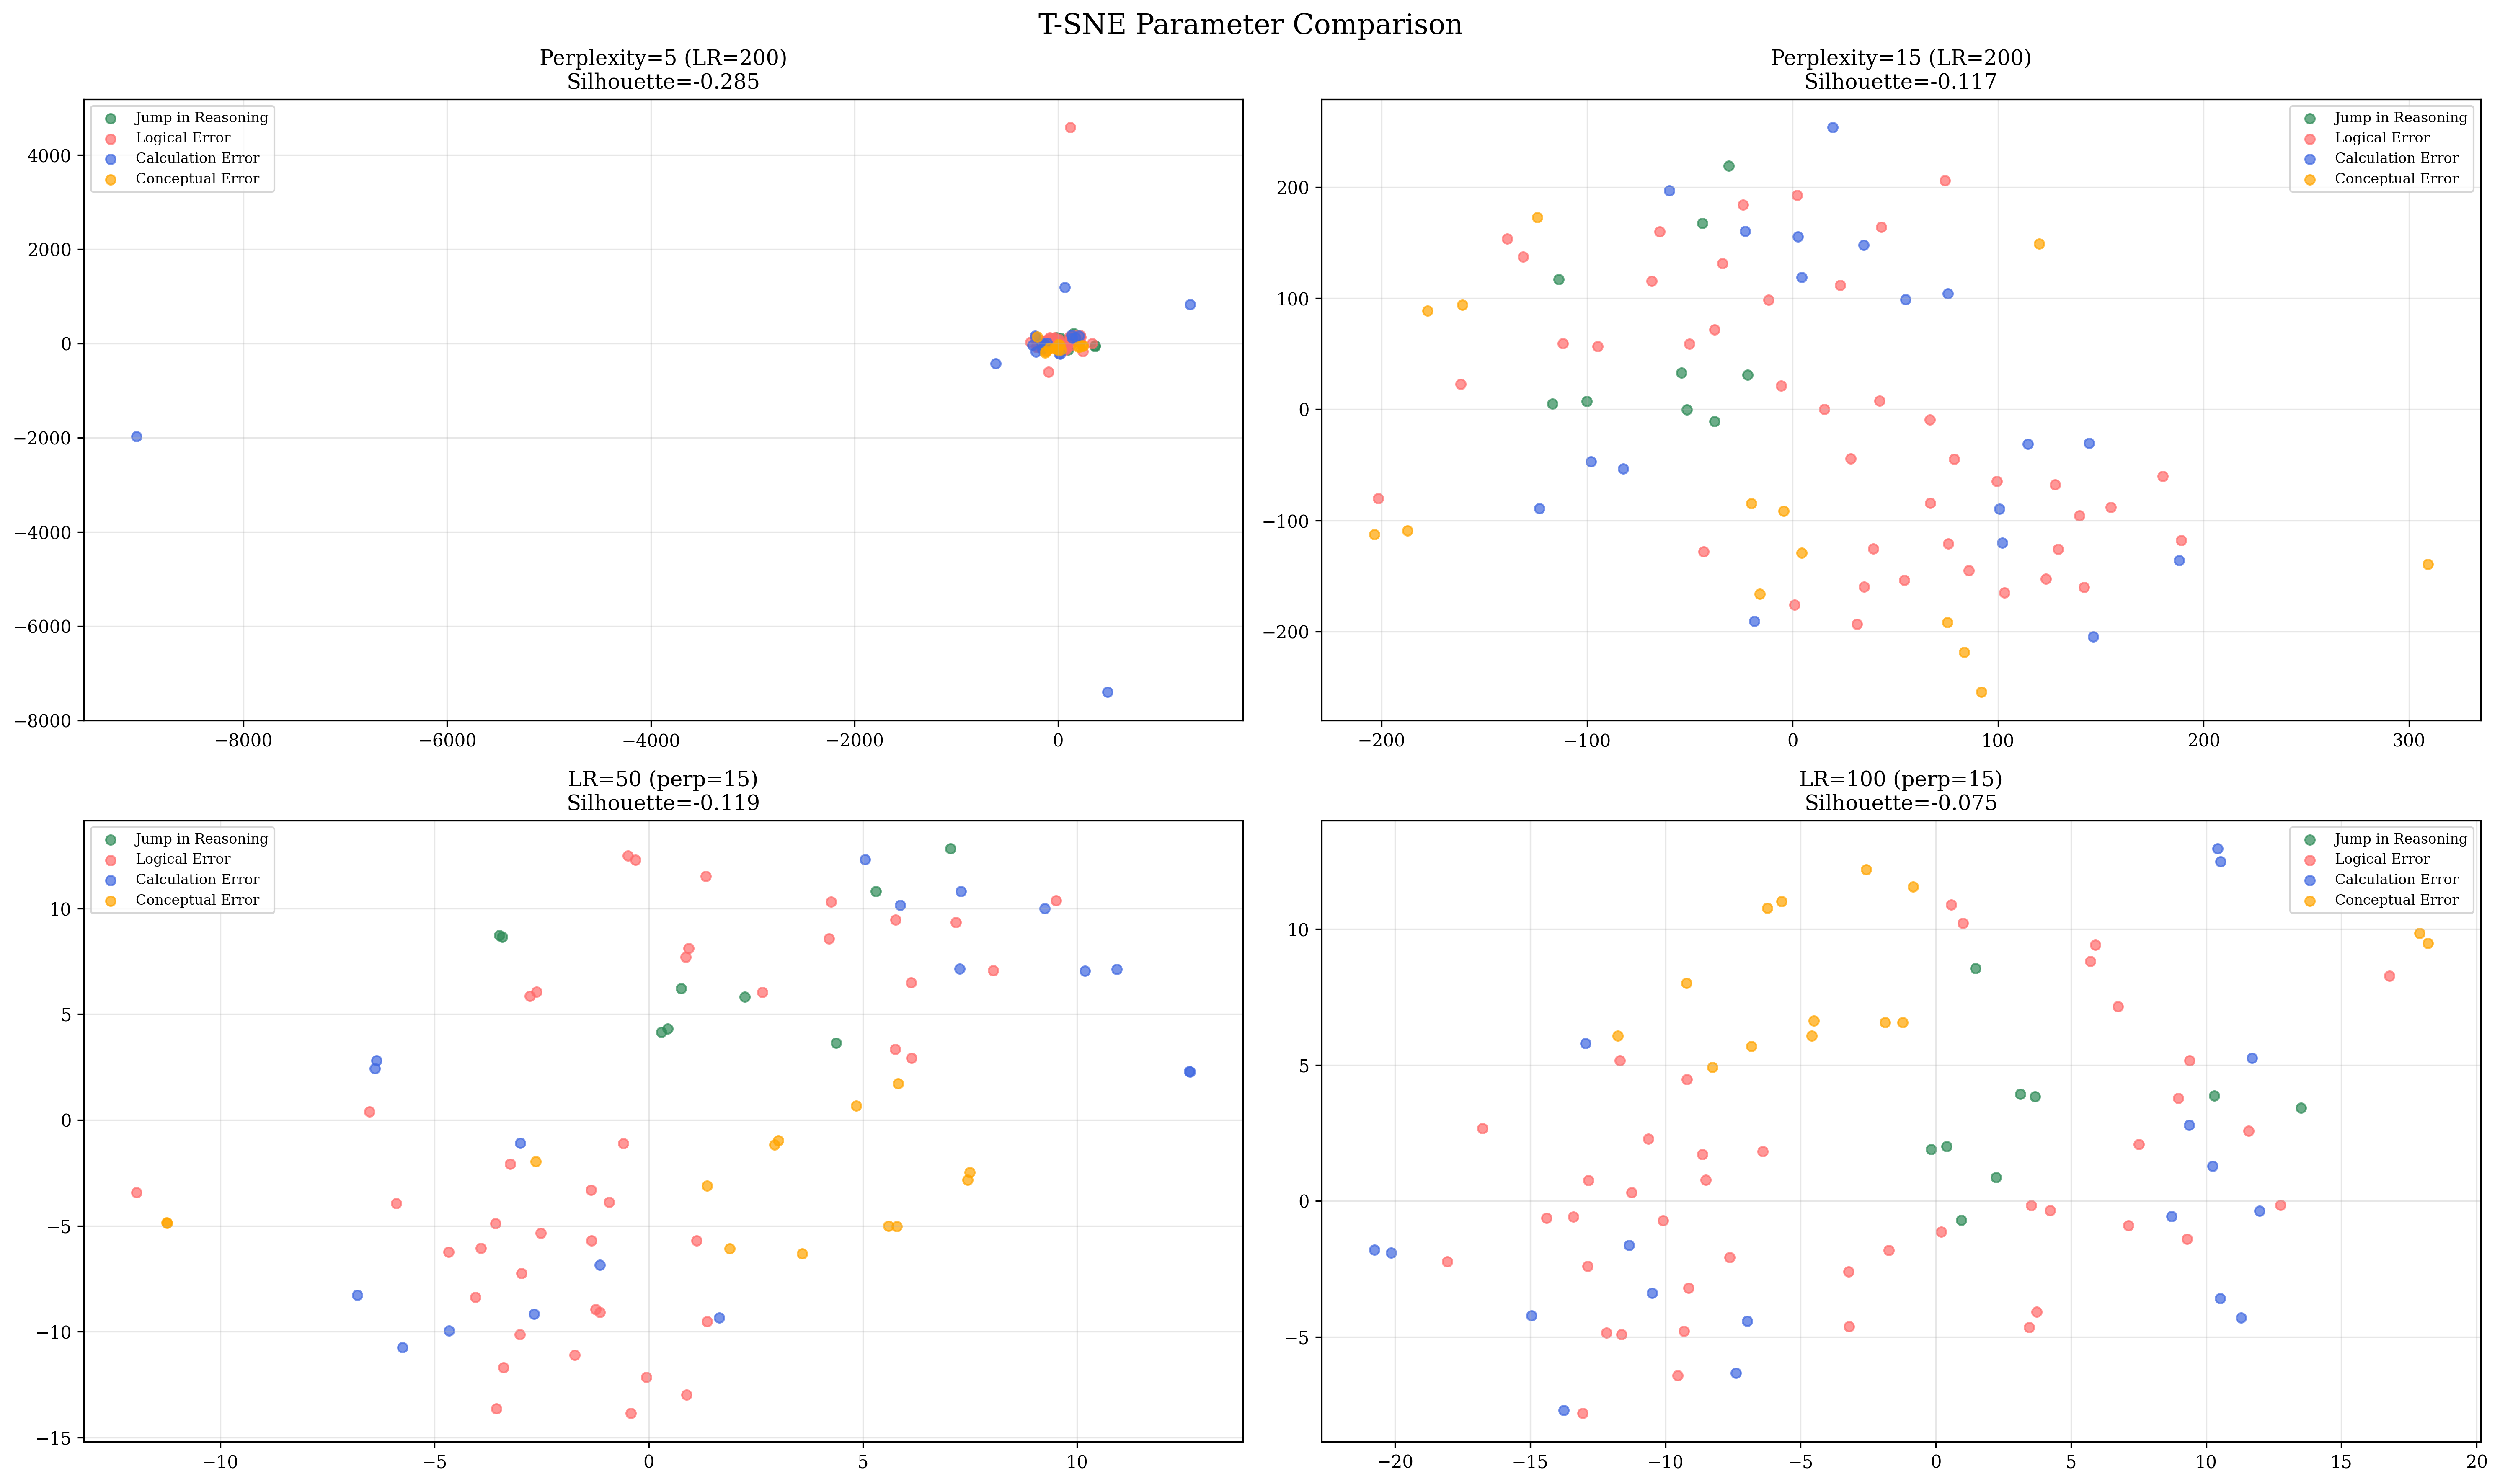 T-SNE Parameter Comparison
Perplexity=5 (LR=200)
Silhouette=-0.285
Jump in Reasoning
Logical Error
Calculation Error
Conceptual Error
4000
2000
0
−2000
−4000
−6000
−8000
−8000 −6000 −4000 −2000 0
Perplexity=15 (LR=200)
Silhouette=-0.117
Jump in Reasoning
Logical Error
Calculation Error
Conceptual Error
200
100
0
−100
−200
−200 −100 0 100 200 300
LR=50 (perp=15)
Silhouette=-0.119
Jump in Reasoning
Logical Error
Calculation Error
Conceptual Error
10
5
0
−5
−10
−15
−10 −5 0 5 10
LR=100 (perp=15)
Silhouette=-0.075
Jump in Reasoning
Logical Error
Calculation Error
Conceptual Error
10
5
0
−5
−20 −15 −10 −5 0 5 10 15 20